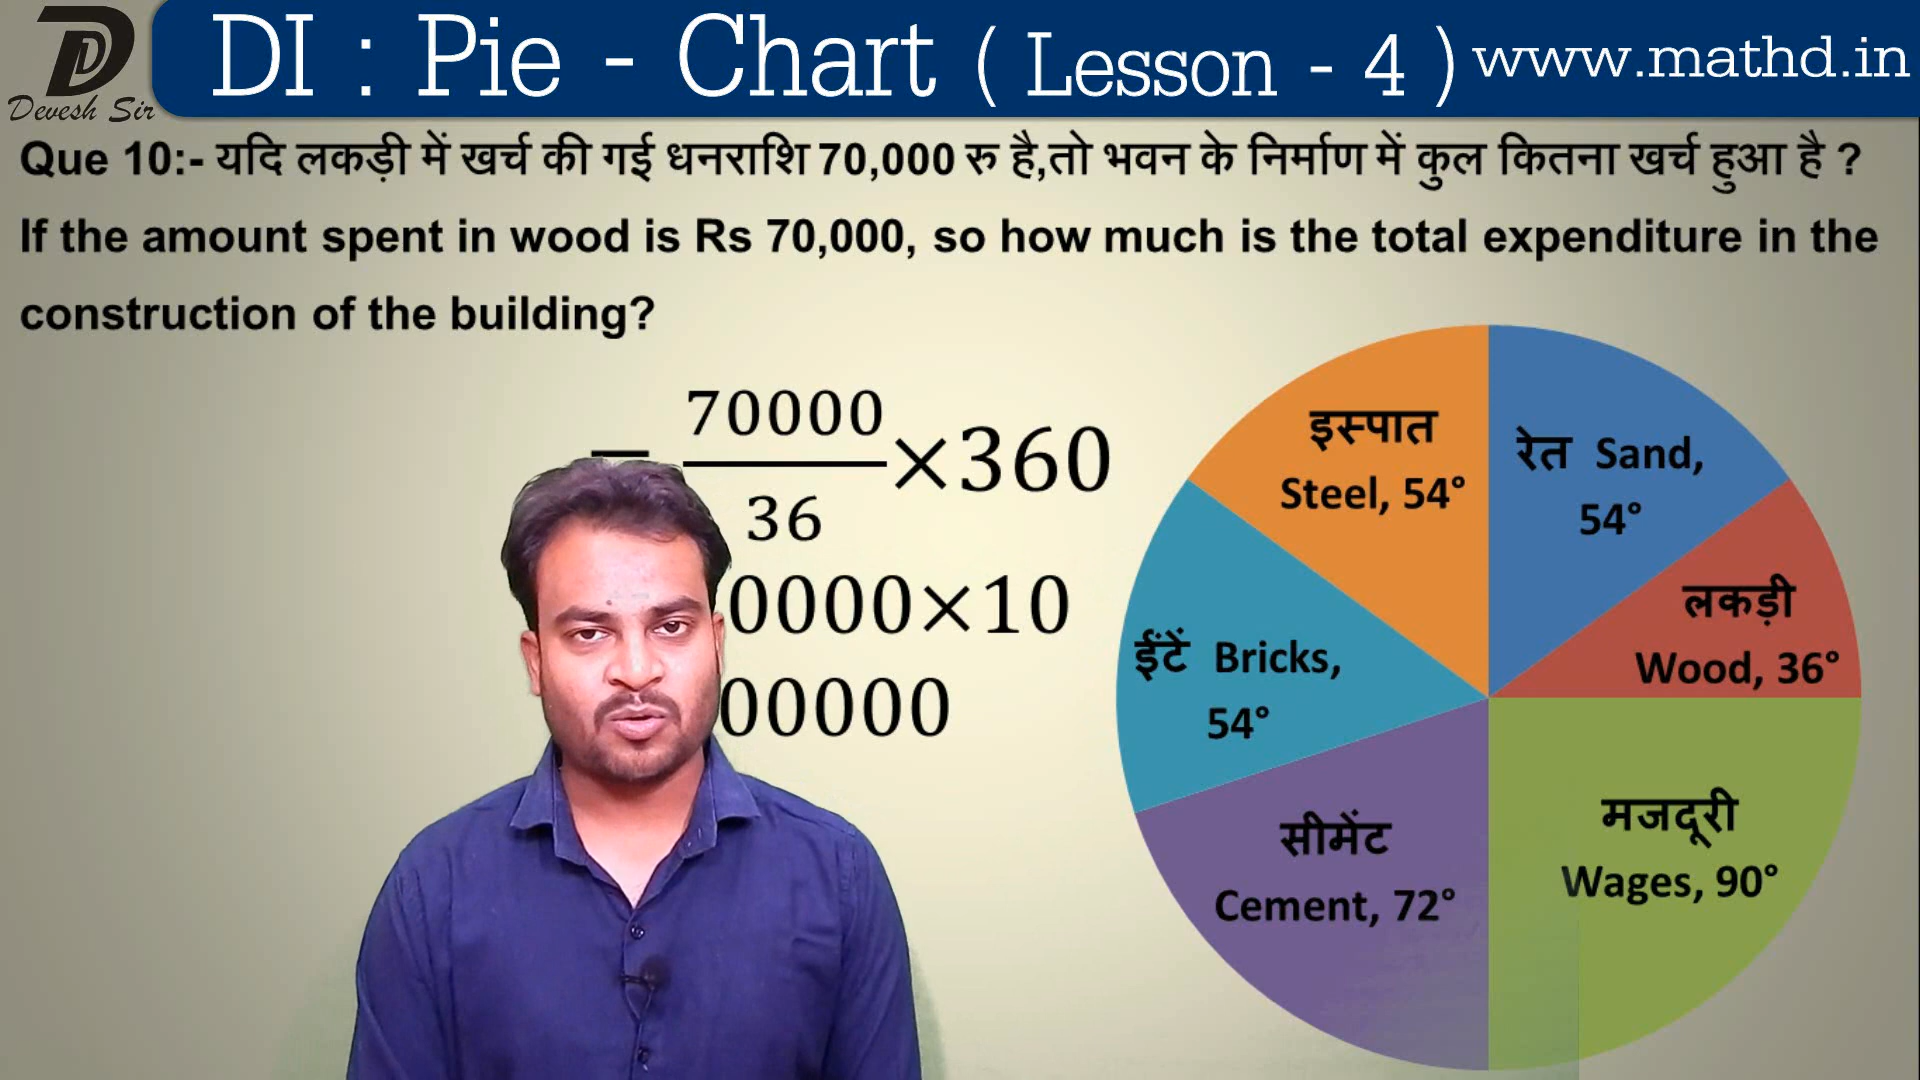 DI : Pie - Chart ( Lesson - 4 ) www.mathd.in
Devesh Sir
Que 10:- यदि लकड़ी में खर्च की गई धनराशि 70,000 रु है,तो भवन के निर्माण में कुल कितना खर्च हुआ है ?
If the amount spent in wood is Rs 70,000, so how much is the total expenditure in the
construction of the building?
70000
×360
36
0000×10
00000
इस्पात
Steel, 54°
रेत Sand,
54°
लकड़ी
Wood, 36°
ईंटें Bricks,
54°
सीमेंट
Cement, 72°
मजदूरी
Wages, 90°